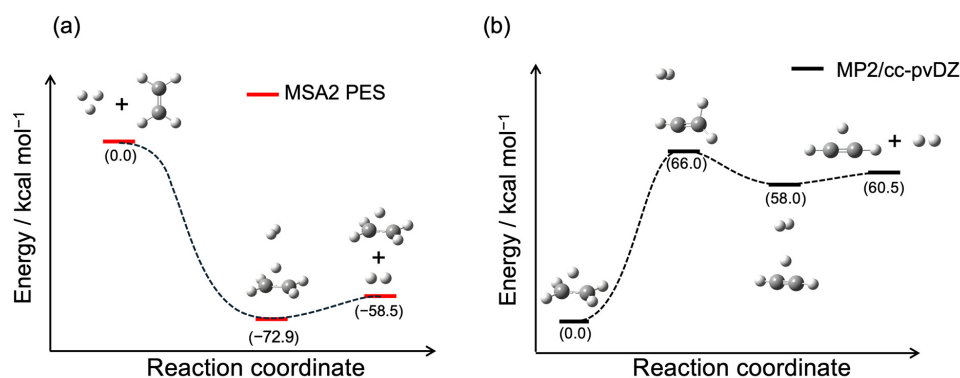 (a)
Energy / kcal mol⁻¹
+
MSA2 PES
(0.0)
+
(−72.9)
(−58.5)
Reaction coordinate
(b)
Energy / kcal mol⁻¹
MP2/cc-pvDZ
+
(66.0)
(58.0)
(60.5)
(0.0)
Reaction coordinate